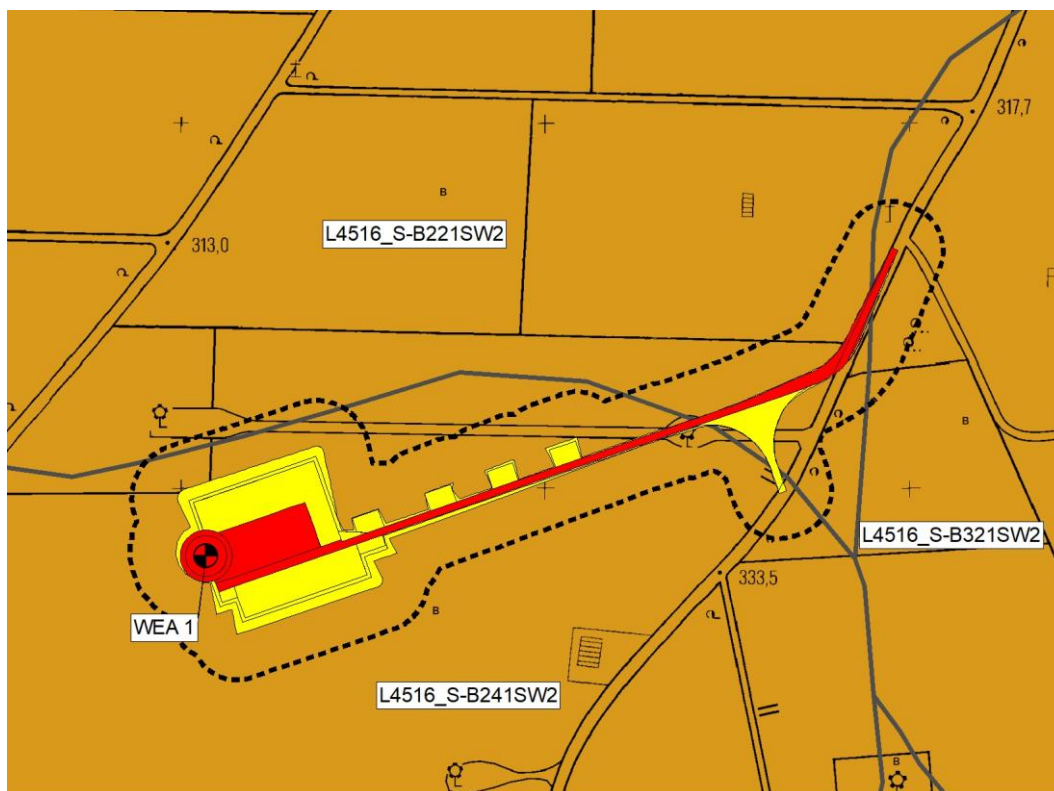 317,7
B
L4516_S-B221SW2
313,0
B
L4516_S-B321SW2
333,5
WEA 1
B
L4516_S-B241SW2
B